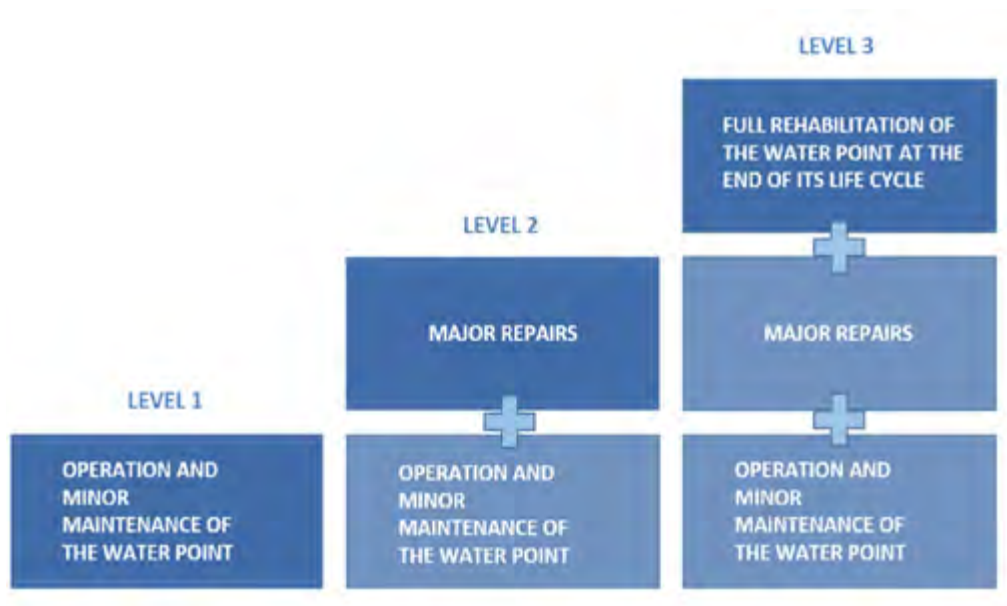 LEVEL 1
OPERATION AND
MINOR
MAINTENANCE OF
THE WATER POINT
LEVEL 2
MAJOR REPAIRS
OPERATION AND
MINOR
MAINTENANCE OF
THE WATER POINT
LEVEL 3
FULL REHABILITATION OF
THE WATER POINT AT THE
END OF ITS LIFE CYCLE
MAJOR REPAIRS
OPERATION AND
MINOR
MAINTENANCE OF
THE WATER POINT